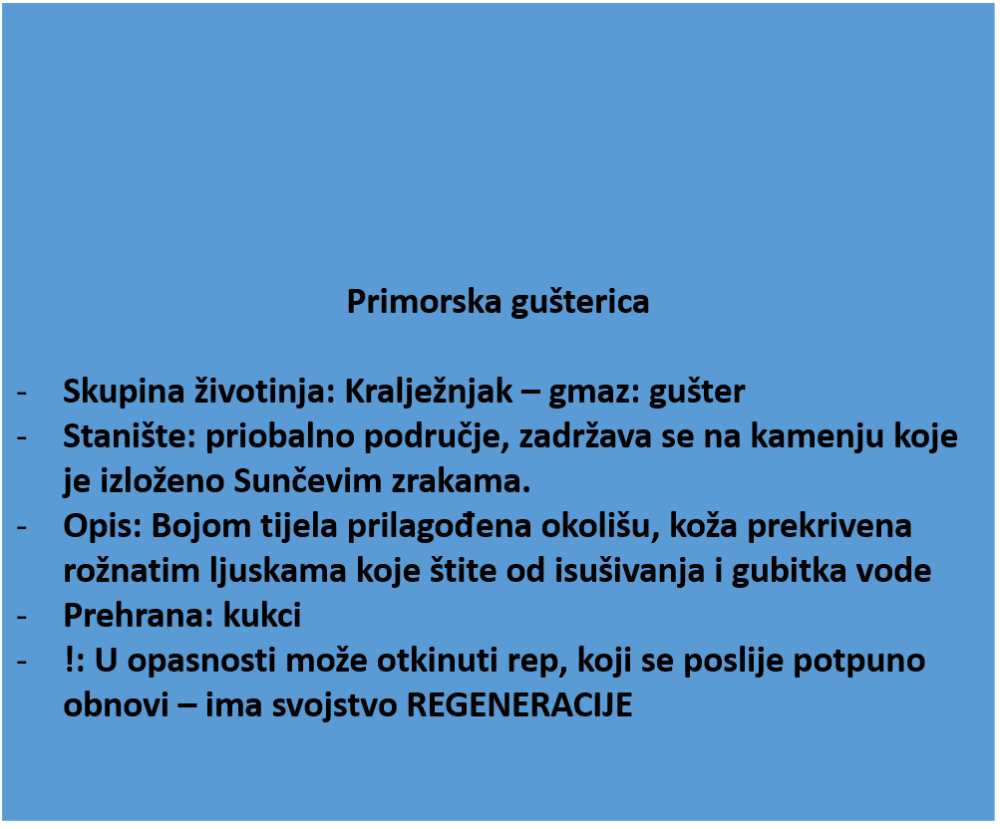 Primorska gušterica
- Skupina životinja: Kralježnjak – gmaz: gušter
- Stanište: priobalno područje, zadržava se na kamenju koje
je izloženo Sunčevim zrakama.
- Opis: Bojom tijela prilagođena okolišu, koža prekrivena
rožnatim ljuskama koje štite od isušivanja i gubitka vode
- Prehrana: kukci
- !: U opasnosti može otkinuti rep, koji se poslije potpuno
obnovi – ima svojstvo REGENERACIJE